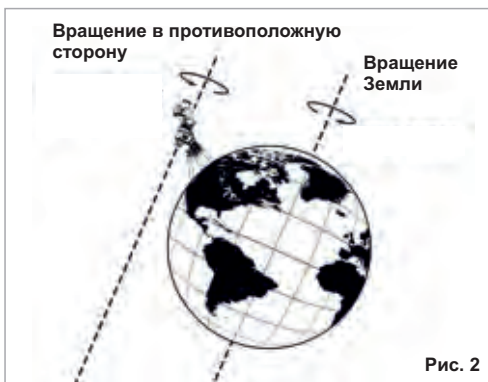 Вращение в противоположную
сторону
Вращение
Земли
Рис. 2